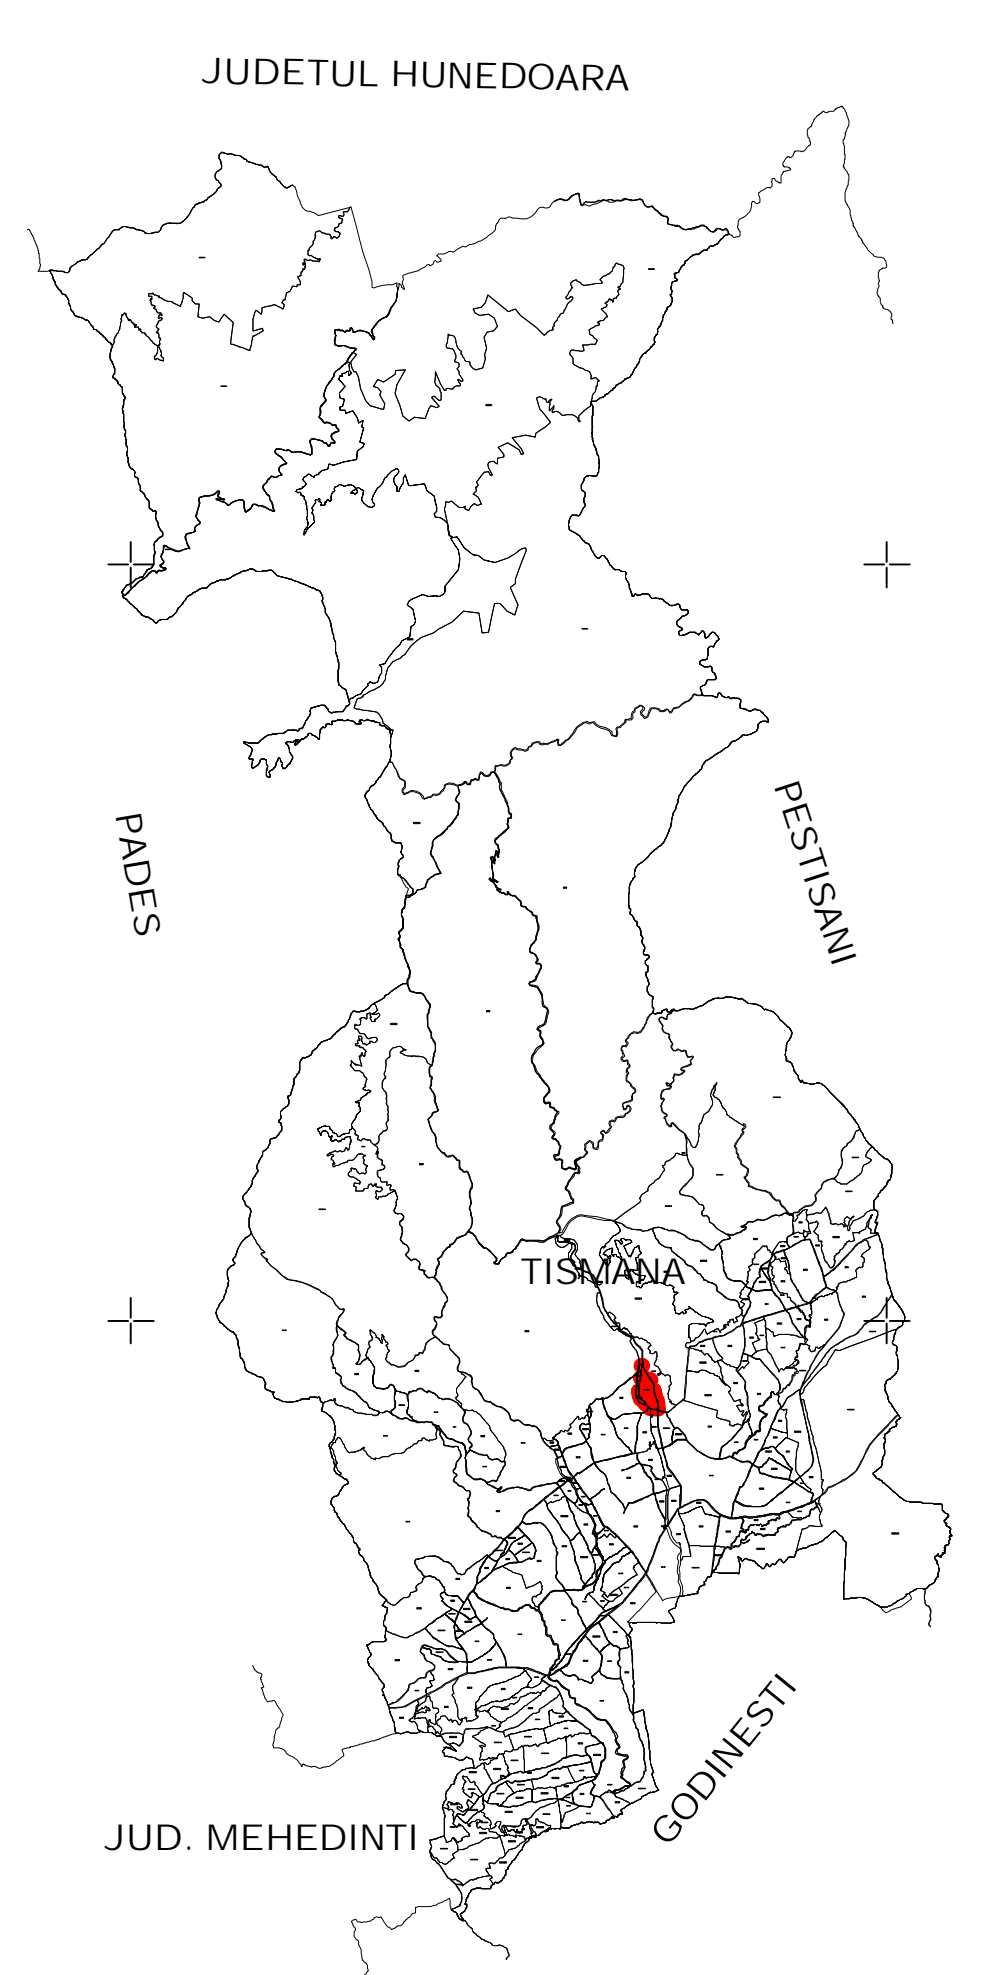 JUDETUL HUNEDOARA
PADES
PESTISANI
TISMANA
GODINESTI
JUD. MEHEDINTI